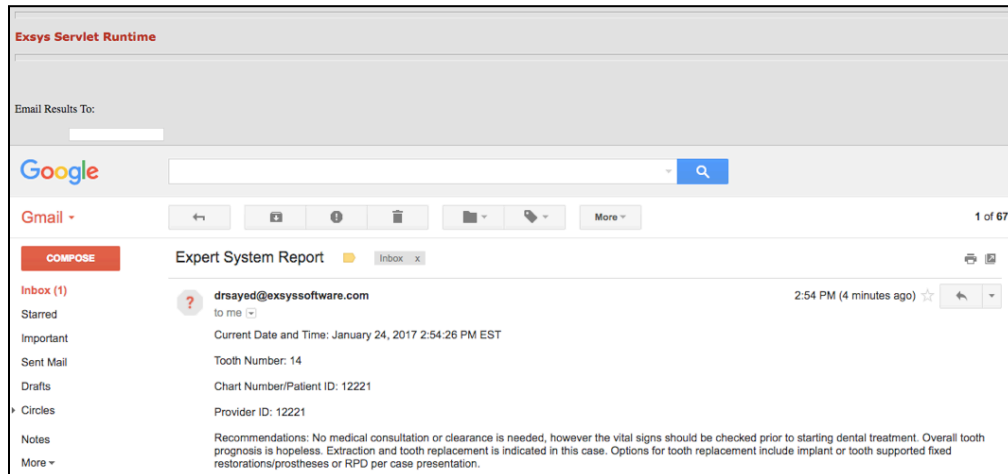 Exsys Servlet Runtime
Email Results To:
Google
Gmail
More
1 of 67
COMPOSE
Expert System Report
Inbox x
Inbox (1)
Starred
Important
Sent Mail
Drafts
Circles
Notes
More
?
drsayed@exsyssoftware.com
2:54 PM (4 minutes ago)
to me
Current Date and Time: January 24, 2017 2:54:26 PM EST
Tooth Number: 14
Chart Number/Patient ID: 12221
Provider ID: 12221
Recommendations: No medical consultation or clearance is needed, however the vital signs should be checked prior to starting dental treatment. Overall tooth
prognosis is hopeless. Extraction and tooth replacement is indicated in this case. Options for tooth replacement include implant or tooth supported fixed
restorations/prostheses or RPD per case presentation.